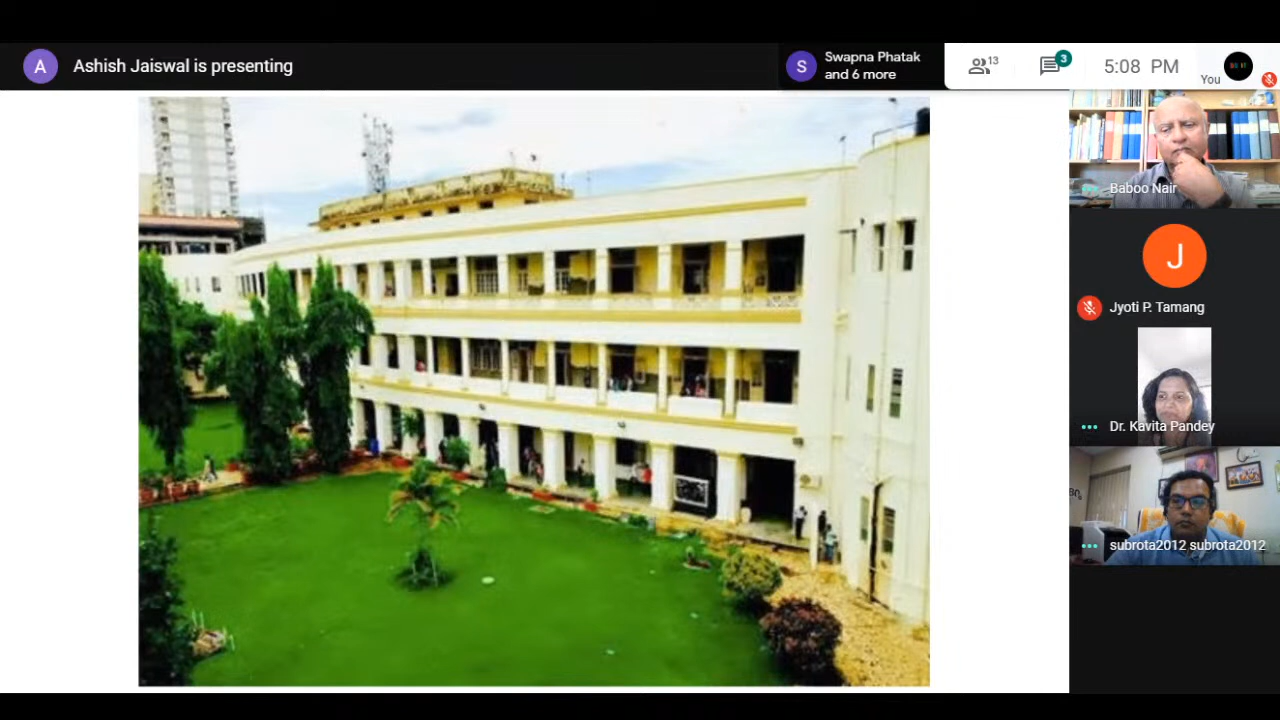 A
Ashish Jaiswal is presenting
S
Swapna Phatak
and 6 more
13
3
5:08 PM
You
Baboo Nair
J
Jyoti P. Tamang
Dr. Kavita Pandey
subrota2012 subrota2012